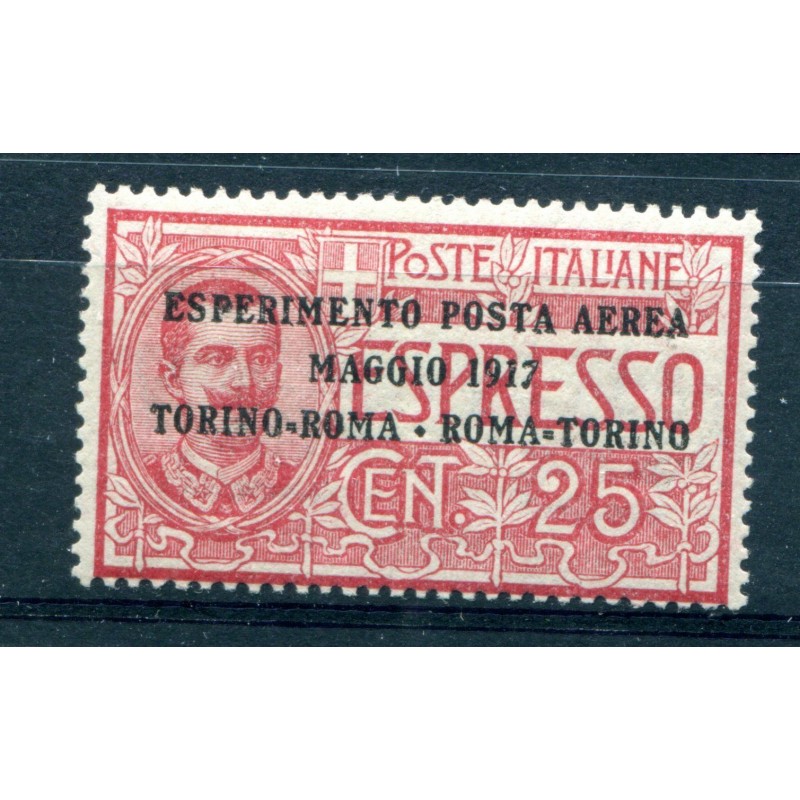 POSTE ITALIANE
ESPERIMENTO POSTA AEREA
MAGGIO 1917
ESPRESSO
TORINO=ROMA • ROMA=TORINO
CENT. 25